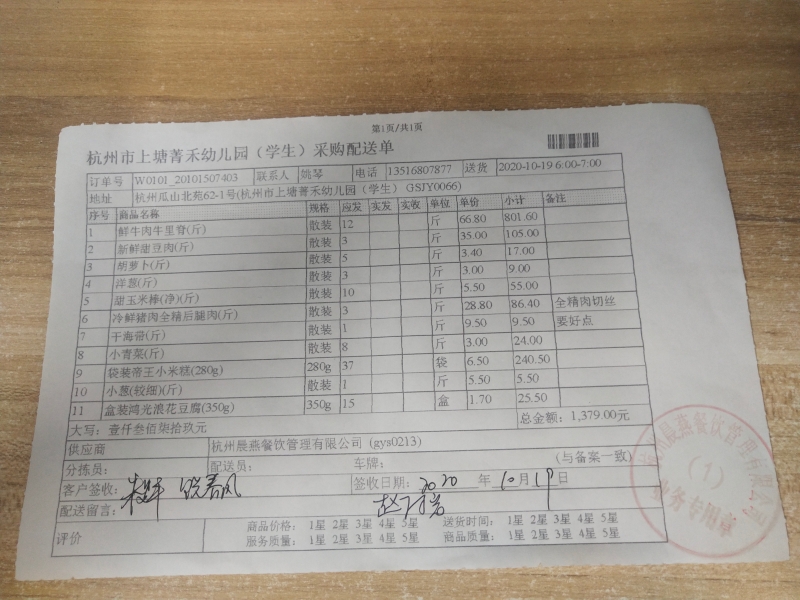 第1页/共1页
杭州市上塘菁禾幼儿园（学生）采购配送单
订单号 W0101_20101507403 联系人 姚琴 电话 13516807877 送货 2020-10-19 6:00-7:00
地址 杭州瓜山北苑62-1号(杭州市上塘菁禾幼儿园（学生） GSJY0066)
序号 商品名称 规格 应发 实发 实收 单位 单价 小计 备注
1 鲜牛肉牛里脊(斤) 散装 12 斤 66.80 801.60
2 新鲜甜豆肉(斤) 散装 3 斤 35.00 105.00
3 胡萝卜(斤) 散装 5 斤 3.40 17.00
4 洋葱(斤) 散装 3 斤 3.00 9.00
5 甜玉米棒(净)(斤) 散装 10 斤 5.50 55.00
6 冷鲜猪肉全精后腿肉(斤) 散装 3 斤 28.80 86.40 全精肉切丝
7 干海带(斤) 散装 1 斤 9.50 9.50 要好点
8 小青菜(斤) 散装 8 斤 3.00 24.00
9 袋装帝王小米糕(280g) 280g 37 袋 6.50 240.50
10 小葱(较细)(斤) 散装 1 斤 5.50 5.50
11 盒装鸿光浪花豆腐(350g) 350g 15 盒 1.70 25.50
大写：壹仟叁佰柒拾玖元 总金额：1,379.00元
供应商 杭州晨燕餐饮管理有限公司（gys0213)
分拣员： 配送员： 车牌： (与备案一致)
客户签收： 签收日期：2020 年 10 月 19 日
配送留言：
评价 商品价格： 1星 2星 3星 4星 5星 送货时间： 1星 2星 3星 4星 5星
服务质量： 1星 2星 3星 4星 5星 商品质量： 1星 2星 3星 4星 5星
杭州晨燕餐饮管理有限公司
(1)
业务专用章